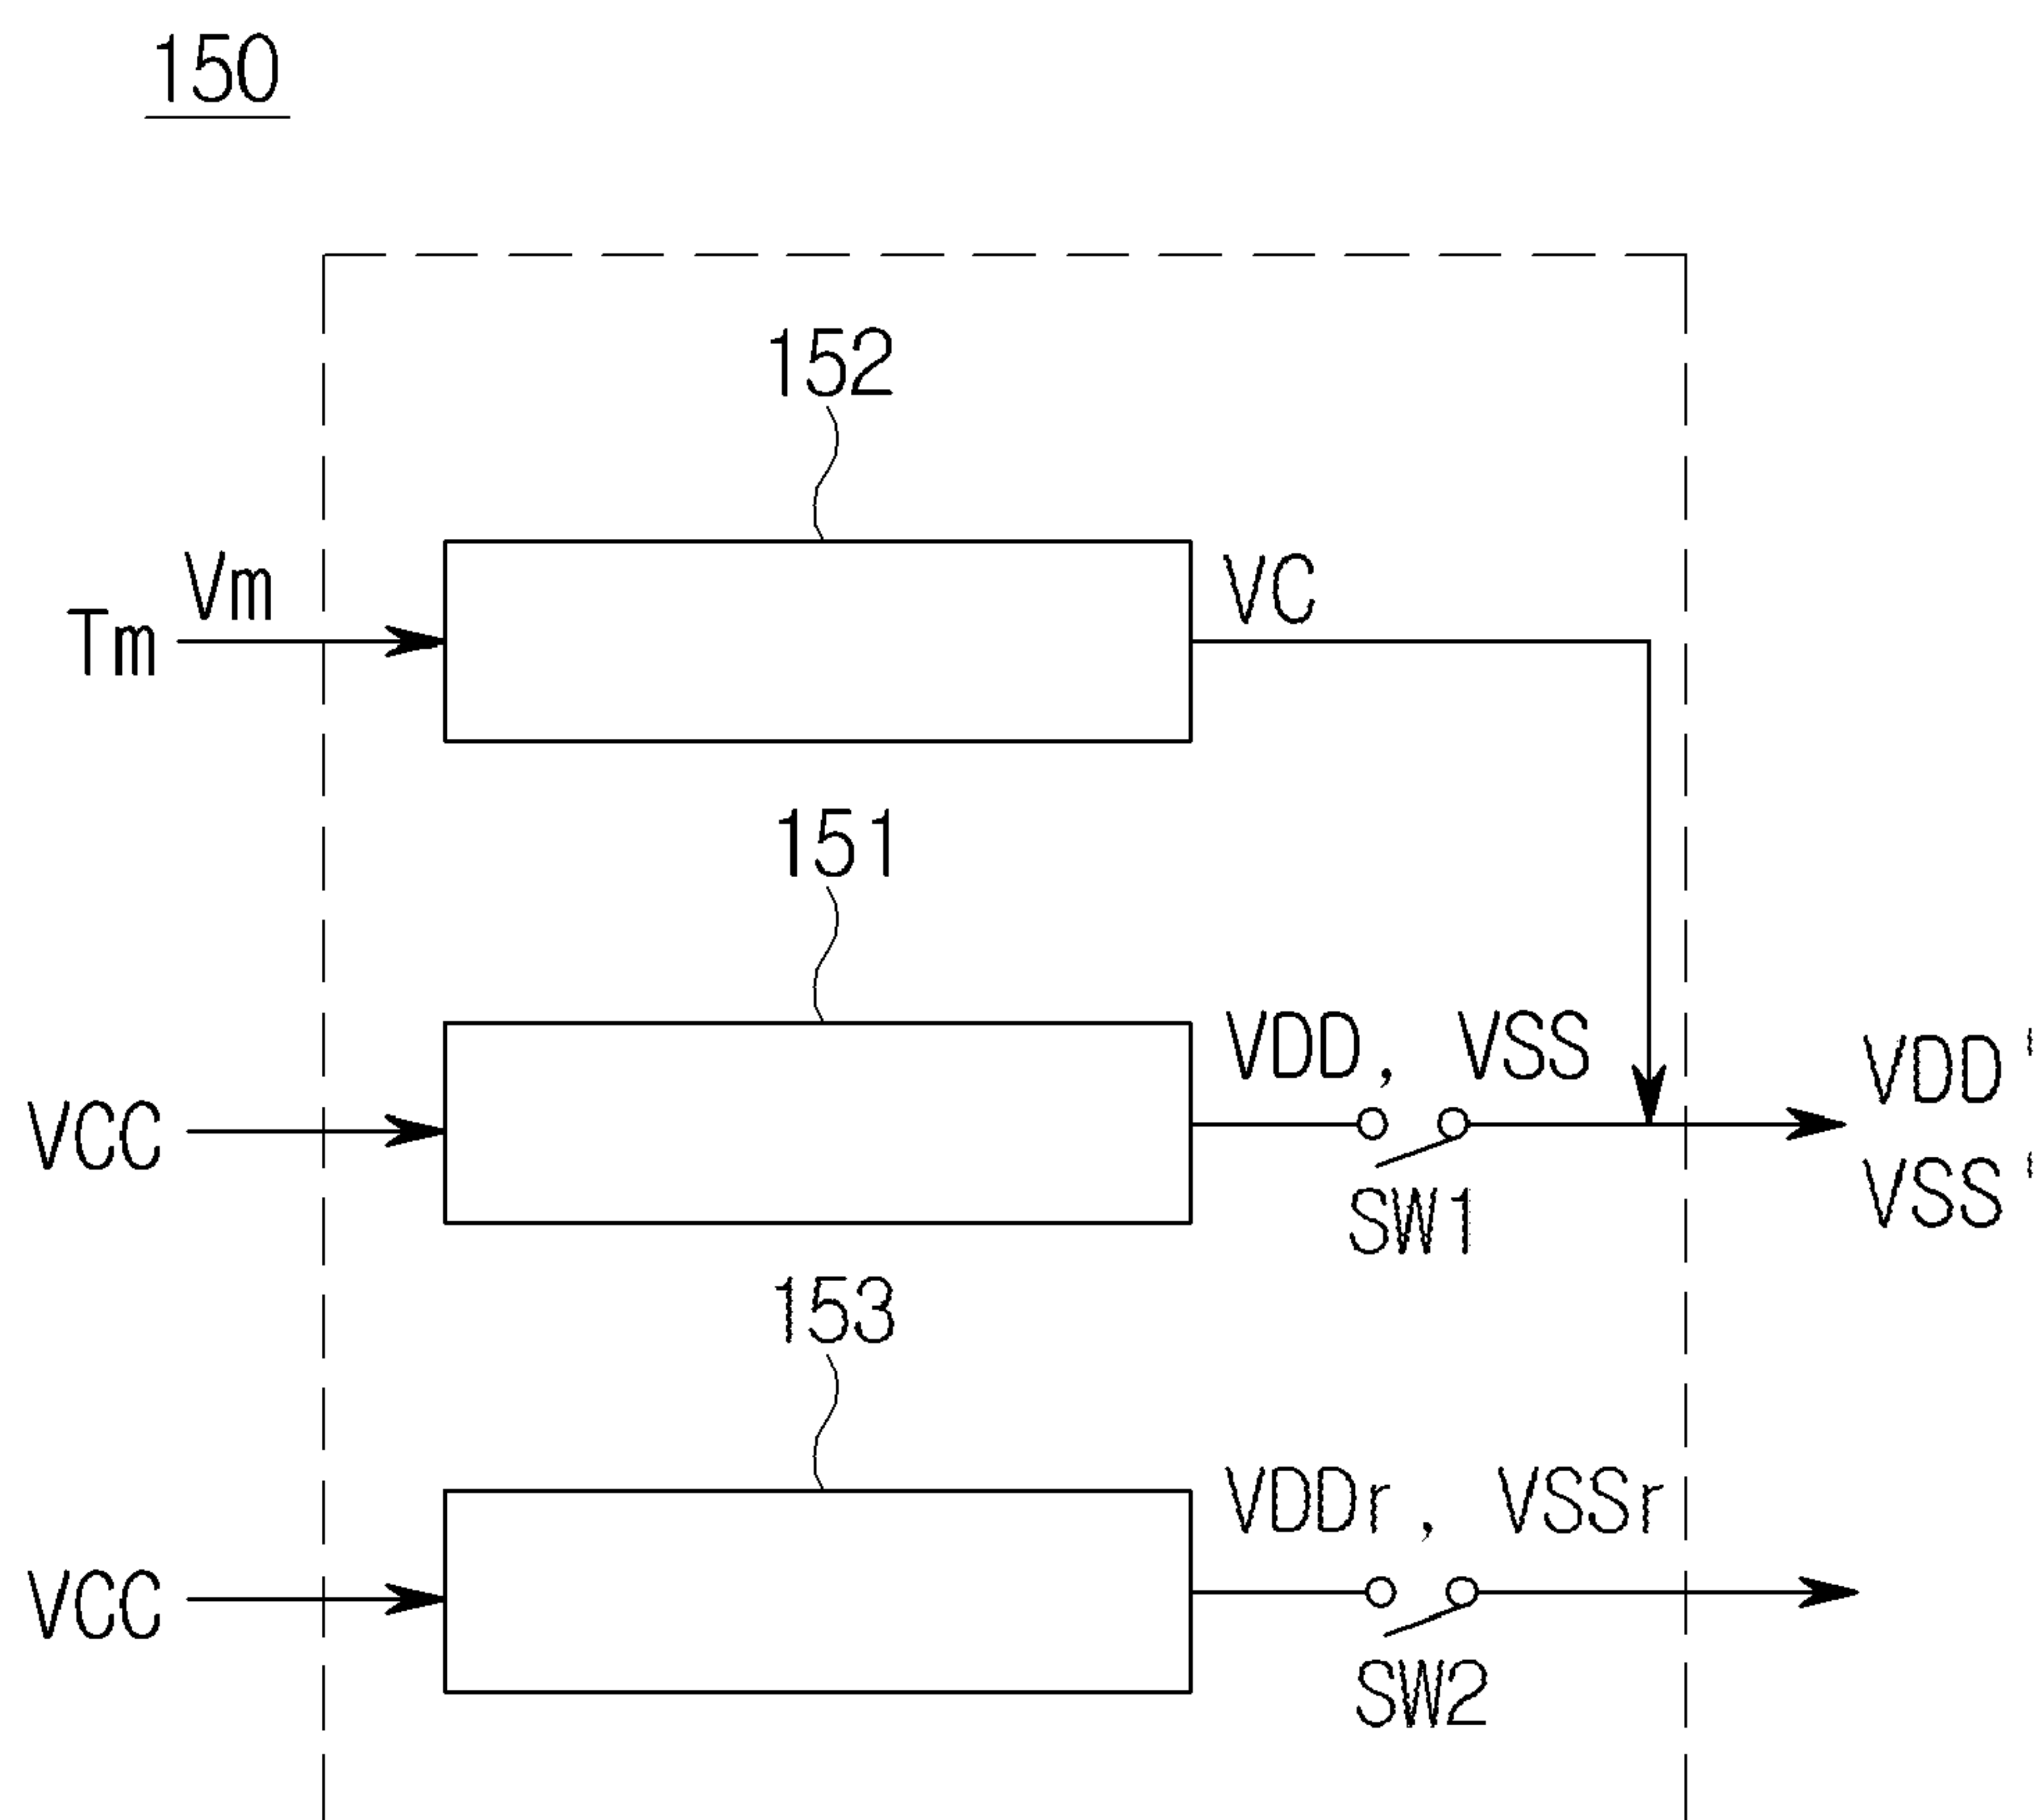 150
152
Vm
Tm
VC
151
VDD, VSS
VCC
VDD'
VSS'
SW1
153
VDDr, VSSr
VCC
SW2